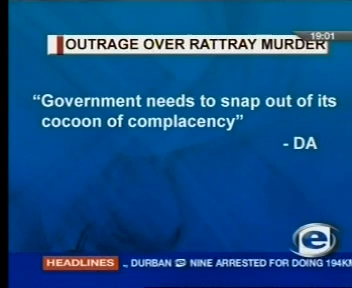 19:01
OUTRAGE OVER RATTRAY MURDER
“Government needs to snap out of its
cocoon of complacency”
- DA
e
HEADLINES ., DURBAN NINE ARRESTED FOR DOING 194K